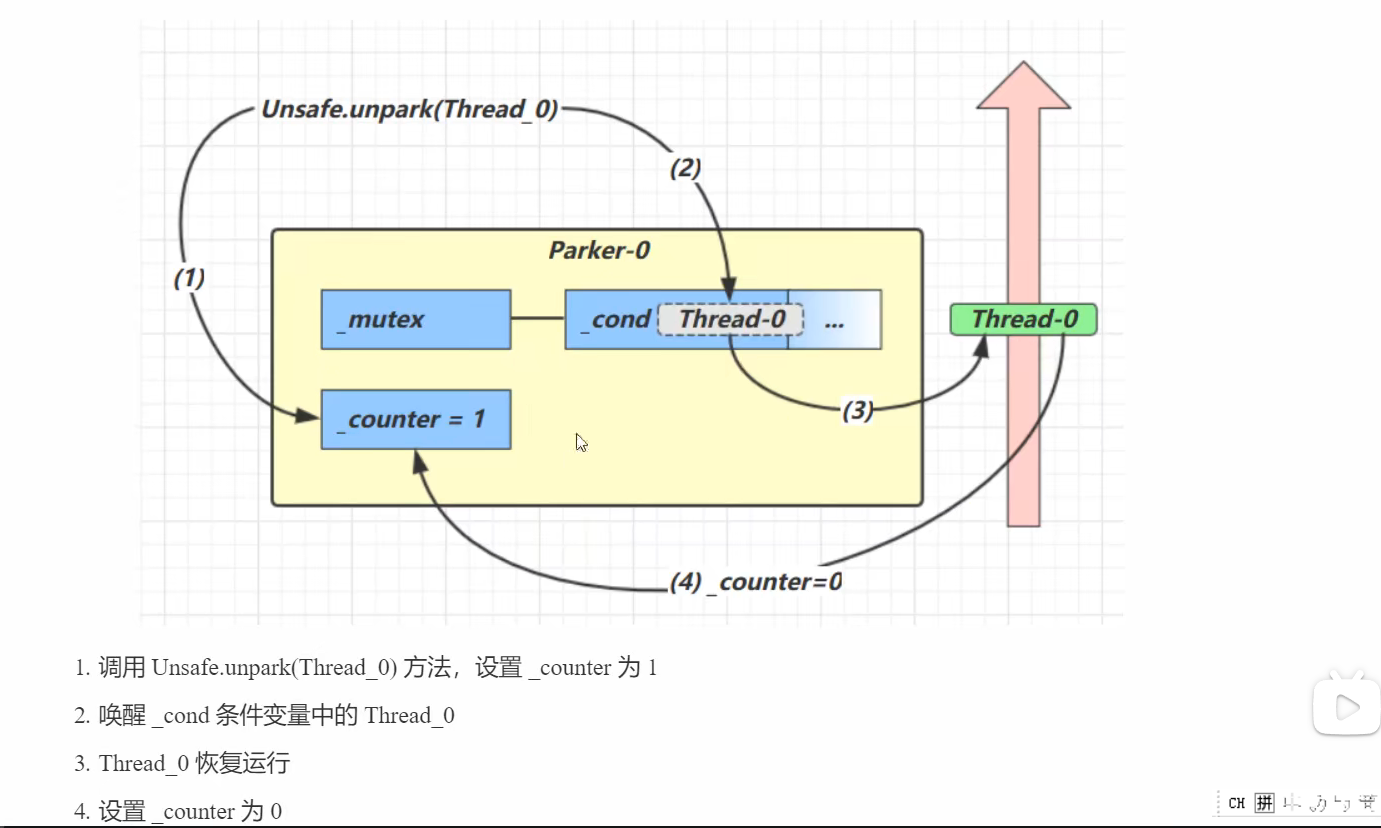 Unsafe.unpark(Thread_0)
(2)
Parker-0
(1)
_mutex
_cond Thread-0 ...
Thread-0
(3)
_counter = 1
(4) _counter=0
1. 调用 Unsafe.unpark(Thread_0) 方法，设置 _counter 为 1
2. 唤醒 _cond 条件变量中的 Thread_0
3. Thread_0 恢复运行
4. 设置 _counter 为 0
CH 拼